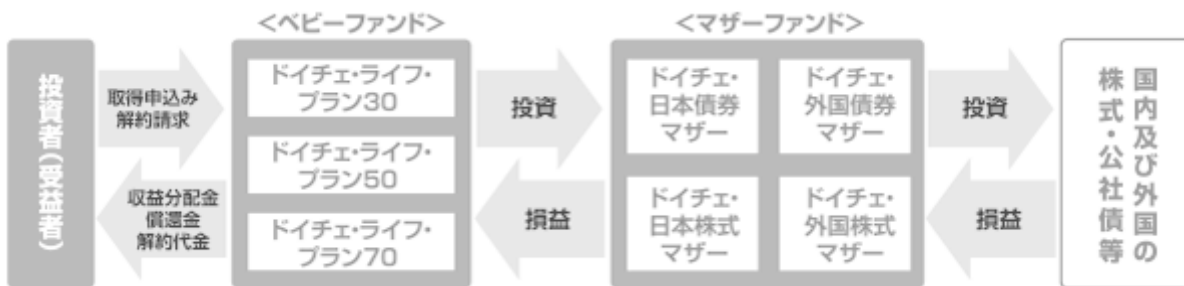 投資者(受益者)
取得申込み
解約請求
収益分配金
償還金
解約代金
<ベビーファンド>
ドイチェ・ライフ・
プラン30
ドイチェ・ライフ・
プラン50
ドイチェ・ライフ・
プラン70
投資
損益
<マザーファンド>
ドイチェ・
日本債券
マザー
ドイチェ・
外国債券
マザー
ドイチェ・
日本株式
マザー
ドイチェ・
外国株式
マザー
投資
損益
国内及び外国の
株式・公社債等